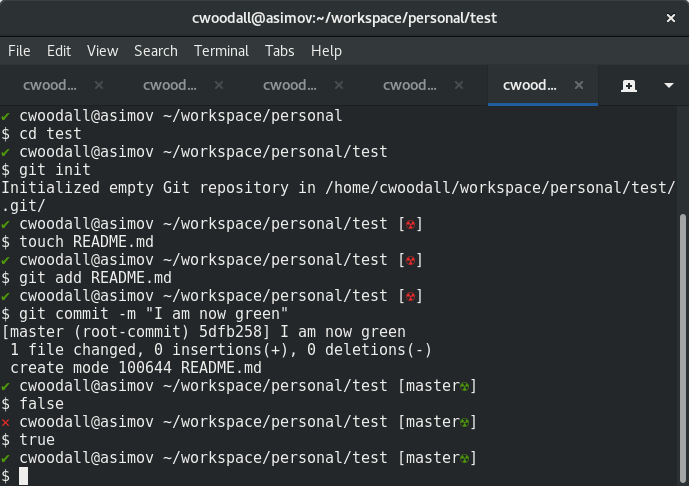 cwoodall@asimov:~/workspace/personal/test
File Edit View Search Terminal Tabs Help
cwood... × cwood... × cwood... × cwood... × cwood... ×
✔ cwoodall@asimov ~/workspace/personal
$ cd test
✔ cwoodall@asimov ~/workspace/personal/test
$ git init
Initialized empty Git repository in /home/cwoodall/workspace/personal/test/
.git/
✔ cwoodall@asimov ~/workspace/personal/test [☢]
$ touch README.md
✔ cwoodall@asimov ~/workspace/personal/test [☢]
$ git add README.md
✔ cwoodall@asimov ~/workspace/personal/test [☢]
$ git commit -m "I am now green"
[master (root-commit) 5dfb258] I am now green
 1 file changed, 0 insertions(+), 0 deletions(-)
 create mode 100644 README.md
✔ cwoodall@asimov ~/workspace/personal/test [master☢]
$ false
✕ cwoodall@asimov ~/workspace/personal/test [master☢]
$ true
✔ cwoodall@asimov ~/workspace/personal/test [master☢]
$